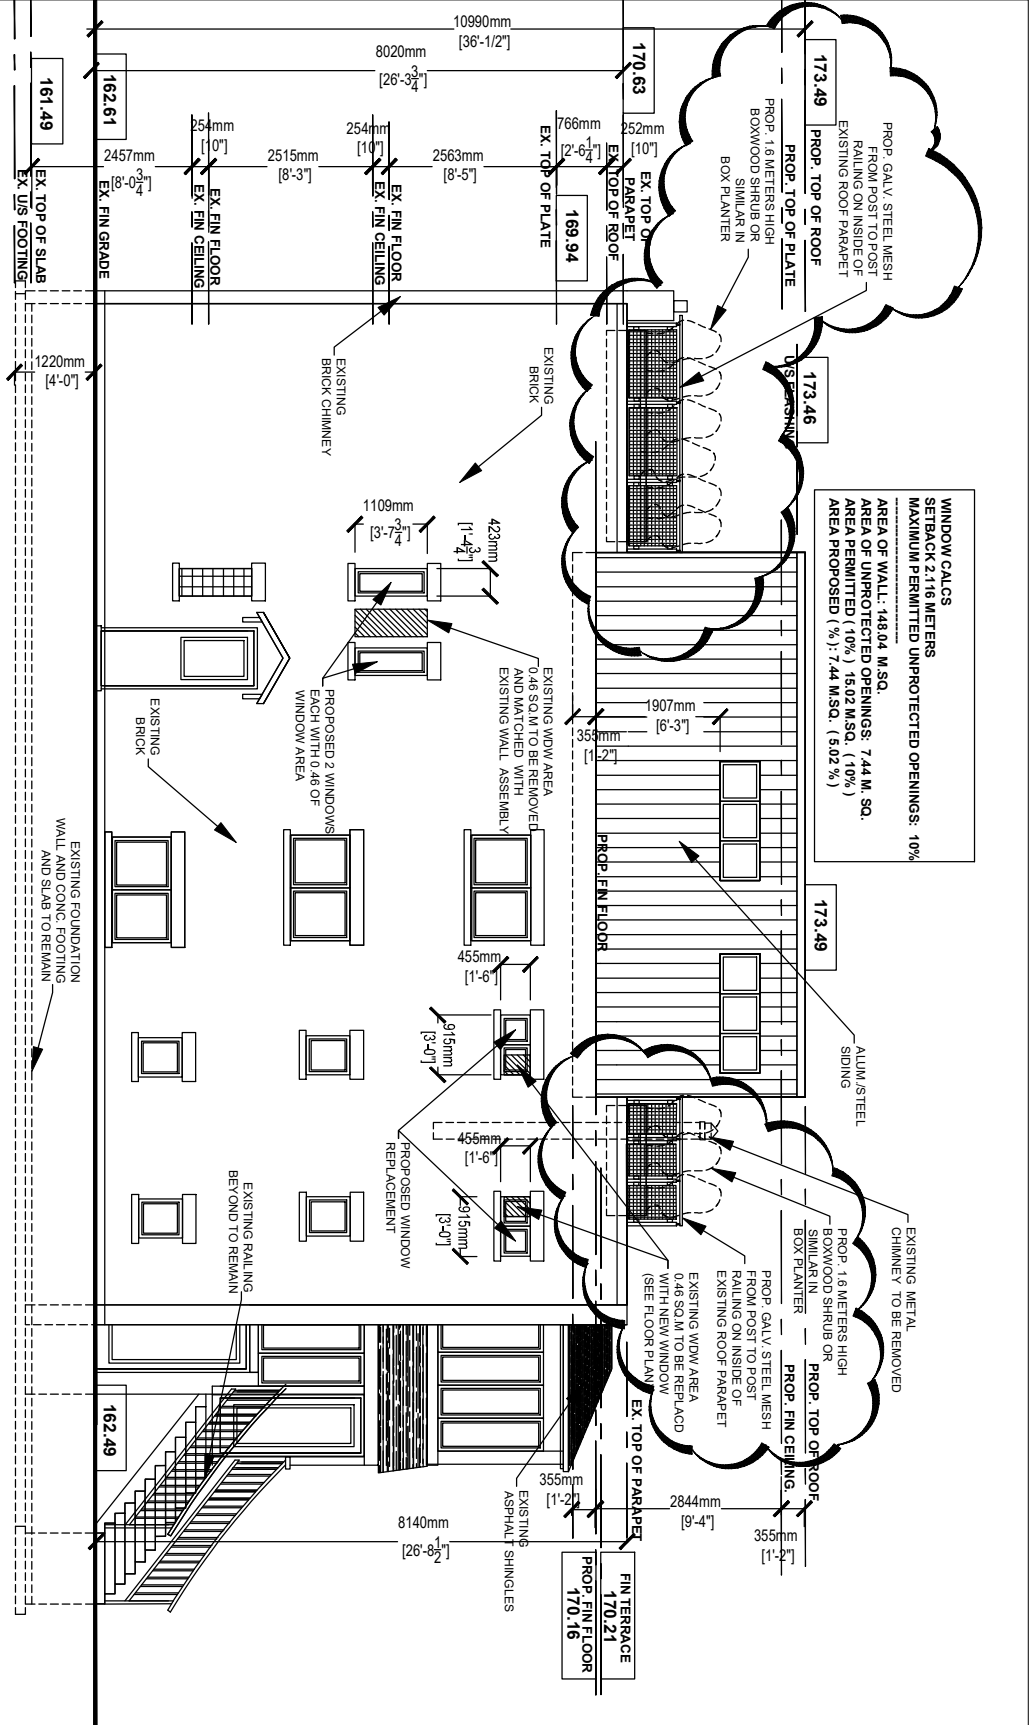 WINDOW CALCS
SETBACK 2.116 METERS
MAXIMUM PERMITTED UNPROTECTED OPENINGS: 10%
-----------------
AREA OF WALL: 148.04 M.SQ.
AREA OF UNPROTECTED OPENINGS: 7.44 M. SQ.
AREA PERMITTED ( 10% ) 15.02 M.SQ. ( 10% )
AREA PROPOSED ( % ): 7.44 M.SQ. ( 5.02 % )
PROP. GALV. STEEL MESH
FROM POST TO POST
RAILING ON INSIDE OF
EXISTING ROOF PARAPET
PROP. 1.6 METERS HIGH
BOXWOOD SHRUB OR
SIMILAR IN
BOX PLANTER
173.49
PROP. TOP OF ROOF
PROP. TOP OF PLATE
173.46
U/S FLASHIN
173.49
ALUM./STEEL
SIDING
EXISTING METAL
CHIMNEY TO BE REMOVED
PROP. 1.6 METERS HIGH
BOXWOOD SHRUB OR
SIMILAR IN
BOX PLANTER
PROP. GALV. STEEL MESH
FROM POST TO POST
RAILING ON INSIDE OF
EXISTING ROOF PARAPET
EXISTING WDW AREA
0.46 SQ.M TO BE REPLACD
WITH NEW WINDOW
(SEE FLOOR PLAN
PROP. TOP OF ROOF
PROP. FIN CEILING.
355mm
[1'-2"]
2844mm
[9'-4"]
355mm
[1'-2"]
EX. TOP OF PARAPET
FIN TERRACE
170.21
PROP. FIN FLOOR
170.16
8140mm
[26'-8 1/2"]
EXISTING
ASPHALT SHINGLES
162.49
10990mm
[36'-1/2"]
8020mm
[26'-3 3/4"]
170.63
252mm
[10"]
EX. TOP OF
PARAPET
EX. TOP OF ROOF
766mm
[2'-6 1/4"]
169.94
EX. TOP OF PLATE
2563mm
[8'-5"]
EX. FIN FLOOR
254mm
[10"]
EX. FIN CEILING
2515mm
[8'-3"]
EX. FIN FLOOR
254mm
[10"]
EX. FIN CEILING
2457mm
[8'-0 3/4"]
162.61
EX. FIN GRADE
161.49
EX. TOP OF SLAB
EX. U/S FOOTING
1220mm
[4'-0"]
EXISTING
BRICK CHIMNEY
EXISTING
BRICK
1109mm
[3'-7 3/4"]
423mm
[1'-4 3/4"]
EXISTING WDW AREA
0.46 SQ.M TO BE REMOVED
AND MATCHED WITH
EXISTING WALL ASSEMBLY
PROPOSED 2 WINDOWS
EACH WITH 0.46 OF
WINDOW AREA
EXISTING
BRICK
EXISTING FOUNDATION
WALL AND CONC. FOOTING
AND SLAB TO REMAIN
1907mm
[6'-3"]
355mm
[1'-2"]
PROP. FIN FLOOR
455mm
[1'-6"]
915mm
[3'-0"]
455mm
[1'-6"]
915mm
[3'-0"]
PROPOSED WINDOW
REPLACEMENT
EXISTING RAILING
BEYOND TO REMAIN